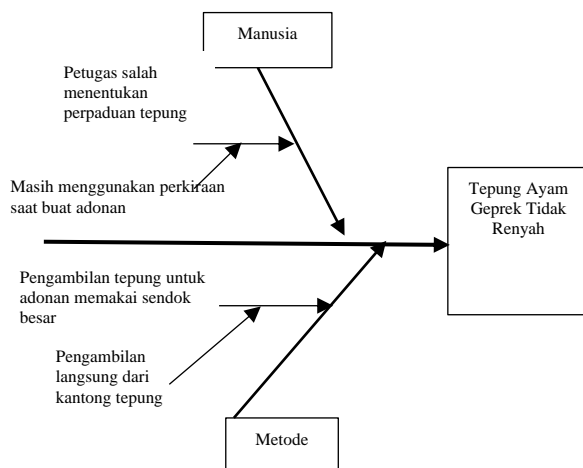 Manusia
Petugas salah
menentukan
perpaduan tepung
Masih menggunakan perkiraan
saat buat adonan
Tepung Ayam
Geprek Tidak
Renyah
Pengambilan tepung untuk
adonan memakai sendok
besar
Pengambilan
langsung dari
kantong tepung
Metode